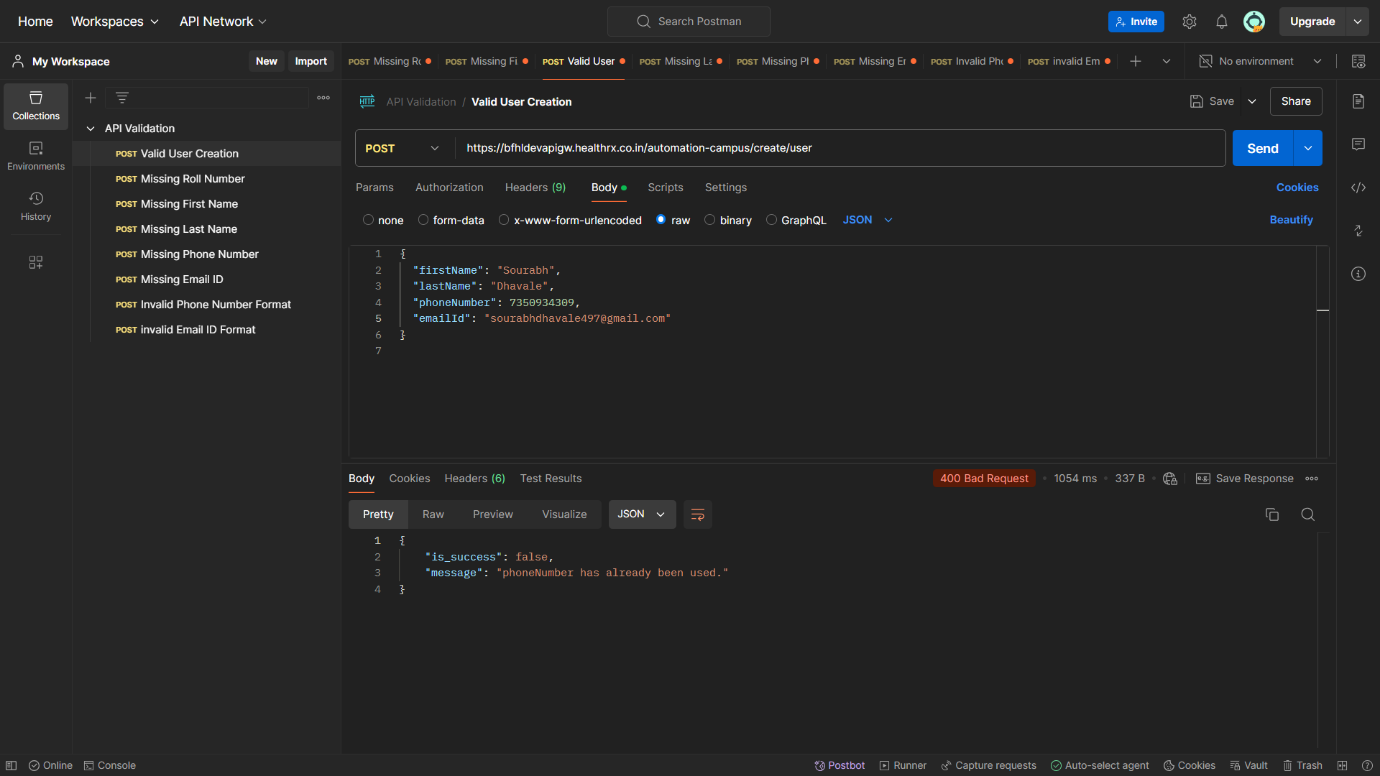 Home Workspaces API Network Search Postman Invite Upgrade
My Workspace New Import POST Missing Ro POST Missing Fi POST Valid User POST Missing La POST Missing Pl POST Missing Er POST Invalid Pho POST invalid Em No environment
Collections
Environments
History
API Validation
POST Valid User Creation
POST Missing Roll Number
POST Missing First Name
POST Missing Last Name
POST Missing Phone Number
POST Missing Email ID
POST Invalid Phone Number Format
POST invalid Email ID Format
HTTP API Validation / Valid User Creation Save Share
POST https://bfhldevapigw.healthrx.co.in/automation-campus/create/user Send
Params Authorization Headers (9) Body Scripts Settings Cookies
none form-data x-www-form-urlencoded raw binary GraphQL JSON Beautify
1 {
2 "firstName": "Sourabh",
3 "lastName": "Dhavale",
4 "phoneNumber": 7350934309,
5 "emailId": "sourabhdhavale497@gmail.com"
6 }
7
Body Cookies Headers (6) Test Results 400 Bad Request 1054 ms 337 B e.g. Save Response
Pretty Raw Preview Visualize JSON
1 {
2 "is_success": false,
3 "message": "phoneNumber has already been used."
4 }
Online Console Postbot Runner Capture requests Auto-select agent Cookies Vault Trash